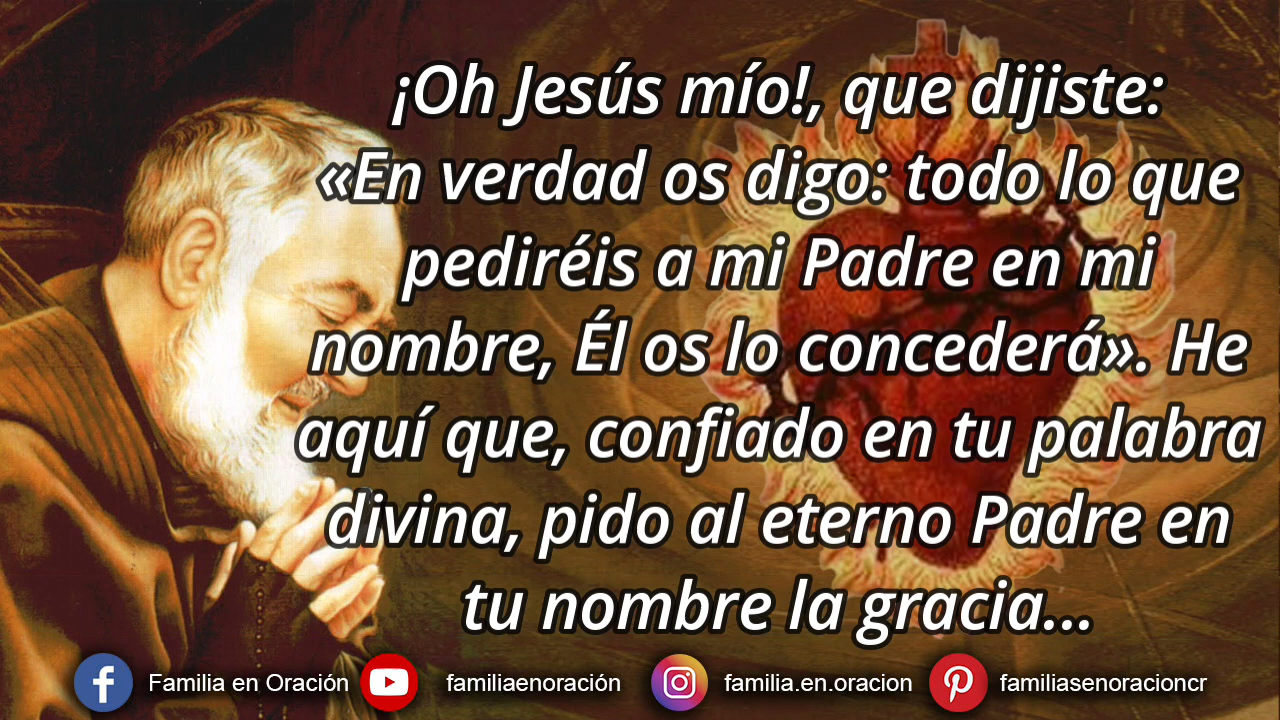 ¡Oh Jesús mío!, que dijiste:
«En verdad os digo: todo lo que
pediréis a mi Padre en mi
nombre, Él os lo concederá». He
aquí que, confiado en tu palabra
divina, pido al eterno Padre en
tu nombre la gracia...
Familia en Oración familiaenoración familia.en.oracion familiasenoracioncr